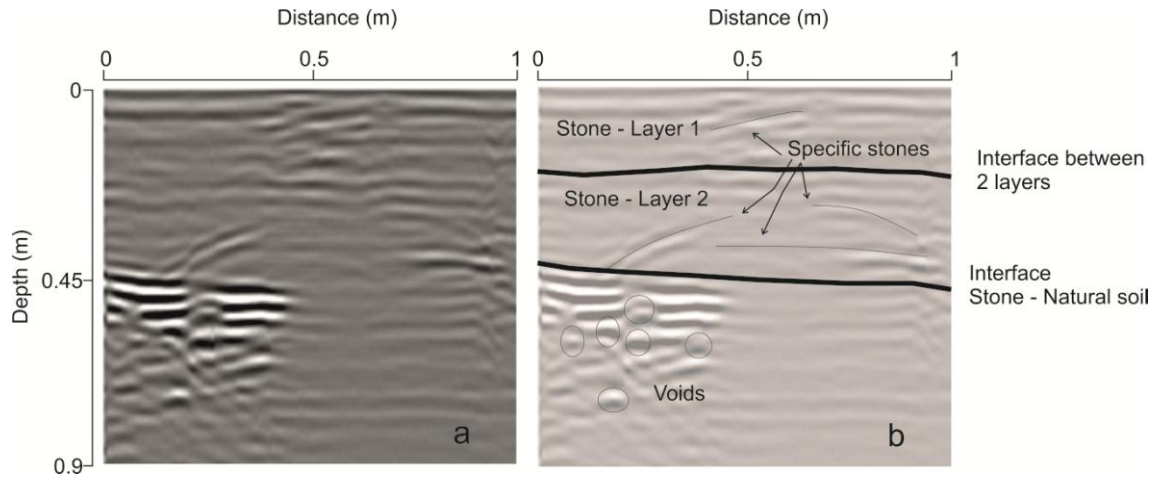 Distance (m)
Distance (m)
0 0.5 1
0 0.5 1
0
Depth (m)
0.45
0.9
a
Stone - Layer 1
Specific stones
Stone - Layer 2
Voids
b
Interface between
2 layers
Interface
Stone - Natural soil